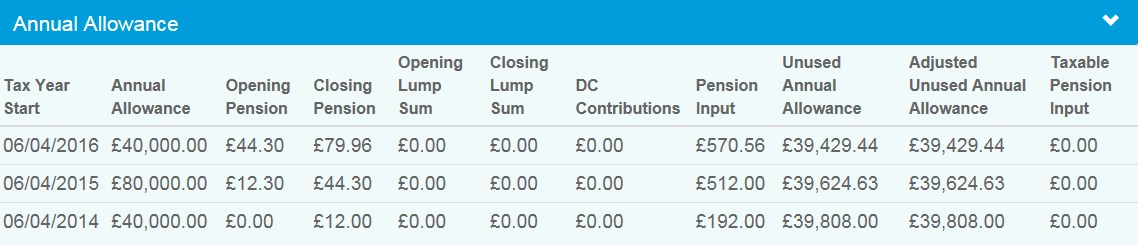 Annual Allowance
Tax Year Start Annual Allowance Opening Pension Closing Pension Opening Lump Sum Closing Lump Sum DC Contributions Pension Input Unused Annual Allowance Adjusted Unused Annual Allowance Taxable Pension Input
06/04/2016 £40,000.00 £44.30 £79.96 £0.00 £0.00 £0.00 £570.56 £39,429.44 £39,429.44 £0.00
06/04/2015 £80,000.00 £12.30 £44.30 £0.00 £0.00 £0.00 £512.00 £39,624.63 £39,624.63 £0.00
06/04/2014 £40,000.00 £0.00 £12.00 £0.00 £0.00 £0.00 £192.00 £39,808.00 £39,808.00 £0.00